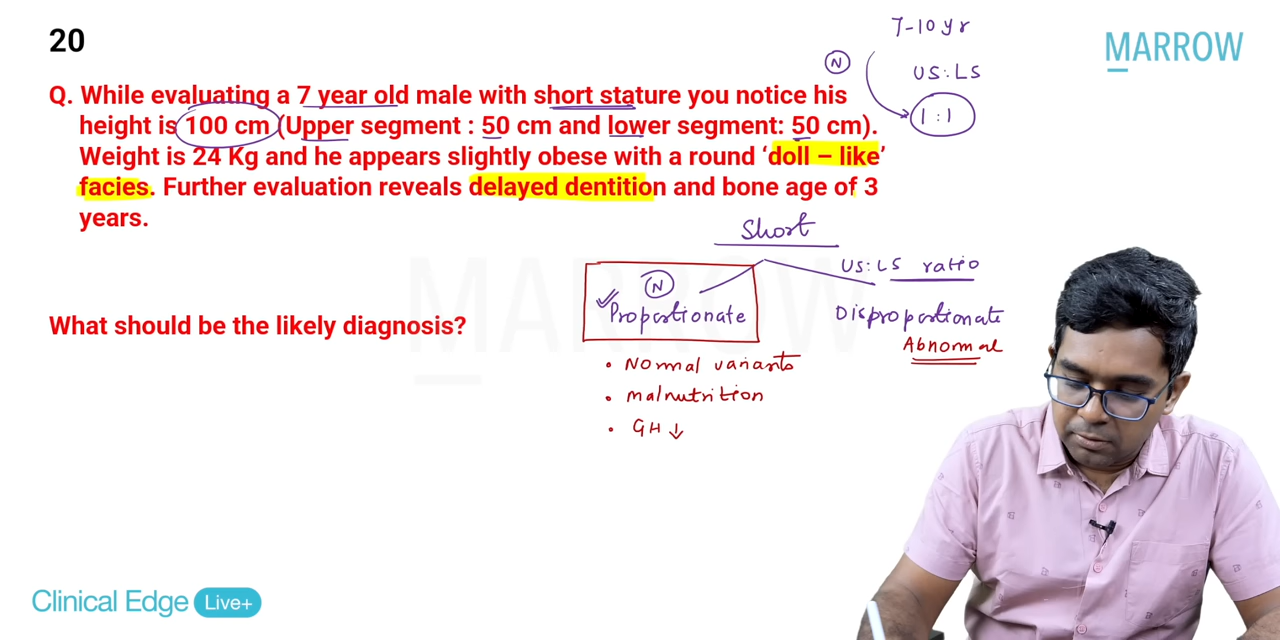 20
7-10 yr
MARROW
N
US:LS
1:1
Q. While evaluating a 7 year old male with short stature you notice his
height is 100 cm (Upper segment : 50 cm and lower segment: 50 cm).
Weight is 24 Kg and he appears slightly obese with a round ‘doll – like’
facies. Further evaluation reveals delayed dentition and bone age of 3
years.
Short
US:LS ratio
N
Proportionate
Disproportionate
Abnormal
MARROW
What should be the likely diagnosis?
• Normal variants
• Malnutrition
• GH ↓
Clinical Edge Live+